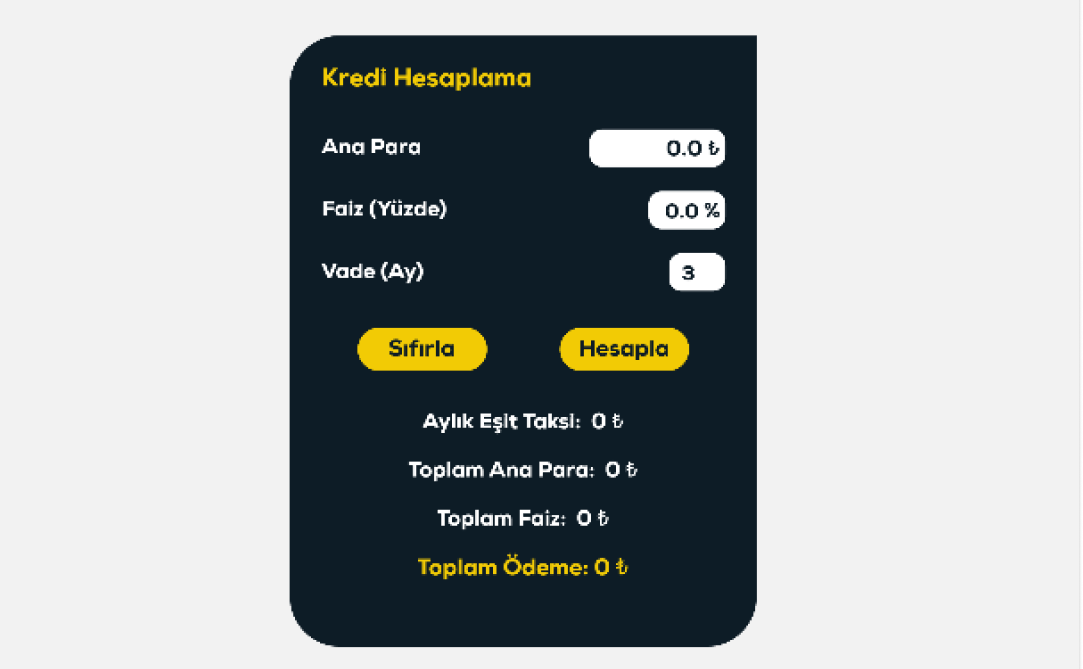 Kredi Hesaplama
Ana Para 0.0 ₺
Faiz (Yüzde) 0.0 %
Vade (Ay) 3
Sıfırla Hesapla
Aylık Eşit Taksi: 0 ₺
Toplam Ana Para: 0 ₺
Toplam Faiz: 0 ₺
Toplam Ödeme: 0 ₺